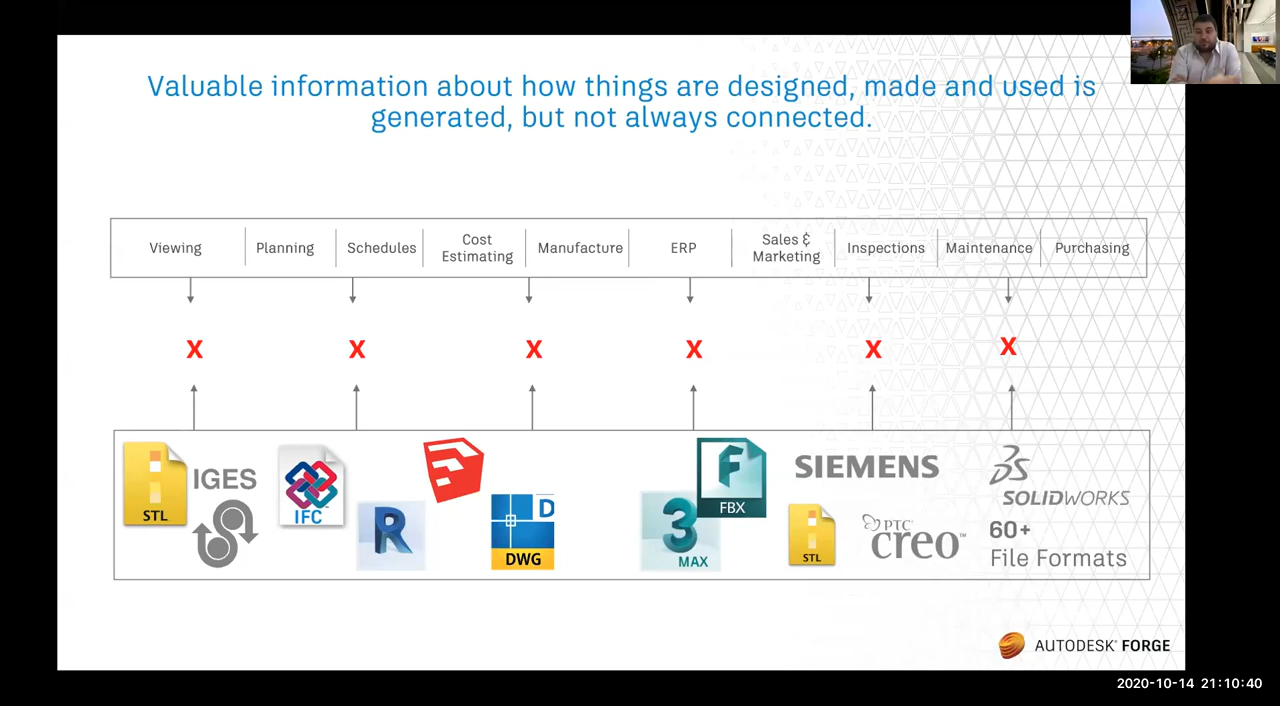 Valuable information about how things are designed, made and used is
generated, but not always connected.
Viewing
Planning
Schedules
Cost
Estimating
Manufacture
ERP
Sales &
Marketing
Inspections
Maintenance
Purchasing
X
X
X
X
X
X
STL
IGES
IFC
R
D
DWG
3
MAX
F
FBX
SIEMENS
STL
PTC
creo™
DS
SOLIDWORKS
60+
File Formats
AUTODESK® FORGE
2020-10-14 21:10:40